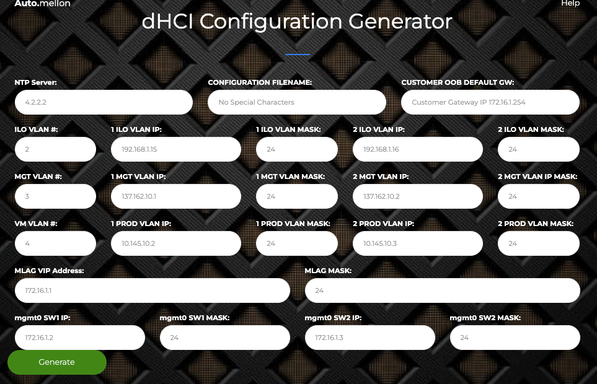 Auto.mellon Help
dHCI Configuration Generator
NTP Server: CONFIGURATION FILENAME: CUSTOMER OOB DEFAULT GW:
4.2.2.2 No Special Characters Customer Gateway IP 172.16.1.254
ILO VLAN #: 1 ILO VLAN IP: 1 ILO VLAN MASK: 2 ILO VLAN IP: 2 ILO VLAN MASK:
2 192.168.1.15 24 192.168.1.16 24
MGT VLAN #: 1 MGT VLAN IP: 1 MGT VLAN MASK: 2 MGT VLAN IP: 2 MGT VLAN IP MASK:
3 137.162.10.1 24 137.162.10.2 24
VM VLAN #: 1 PROD VLAN IP: 1 PROD VLAN MASK: 2 PROD VLAN IP: 2 PROD VLAN MASK:
4 10.145.10.2 24 10.145.10.3 24
MLAG VIP Address: MLAG MASK:
172.16.1.1 24
mgmt0 SW1 IP: mgmt0 SW1 MASK: mgmt0 SW2 IP: mgmt0 SW2 MASK:
172.16.1.2 24 172.16.1.3 24
Generate